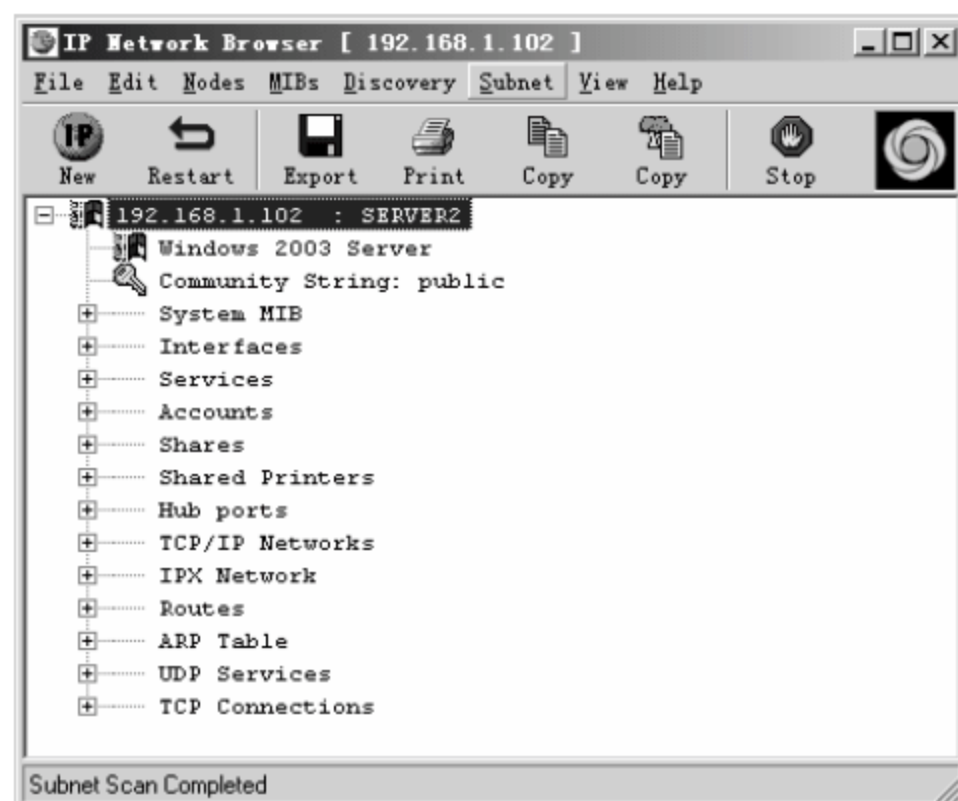 IP Network Browser [ 192.168.1.102 ]
File Edit Nodes MIBs Discovery Subnet View Help
IP
New Restart Export Print Copy Copy Stop
192.168.1.102 : SERVER2
Windows 2003 Server
Community String: public
System MIB
Interfaces
Services
Accounts
Shares
Shared Printers
Hub ports
TCP/IP Networks
IPX Network
Routes
ARP Table
UDP Services
TCP Connections
Subnet Scan Completed